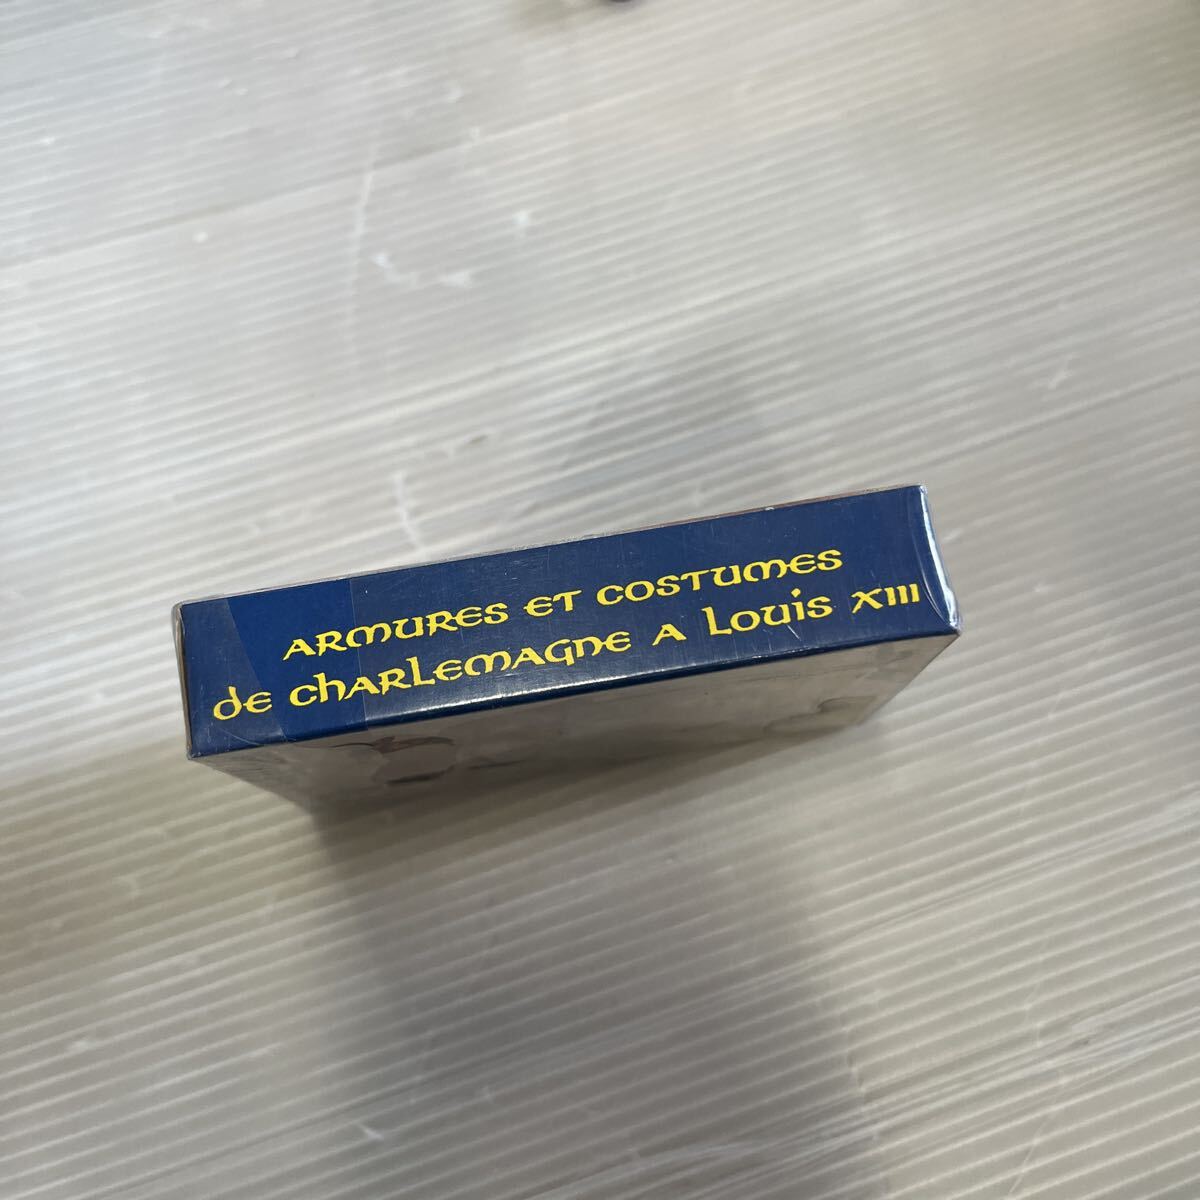 ARMURES ET COSTUMES
de CHARLEMAGNE A LOUIS XIII